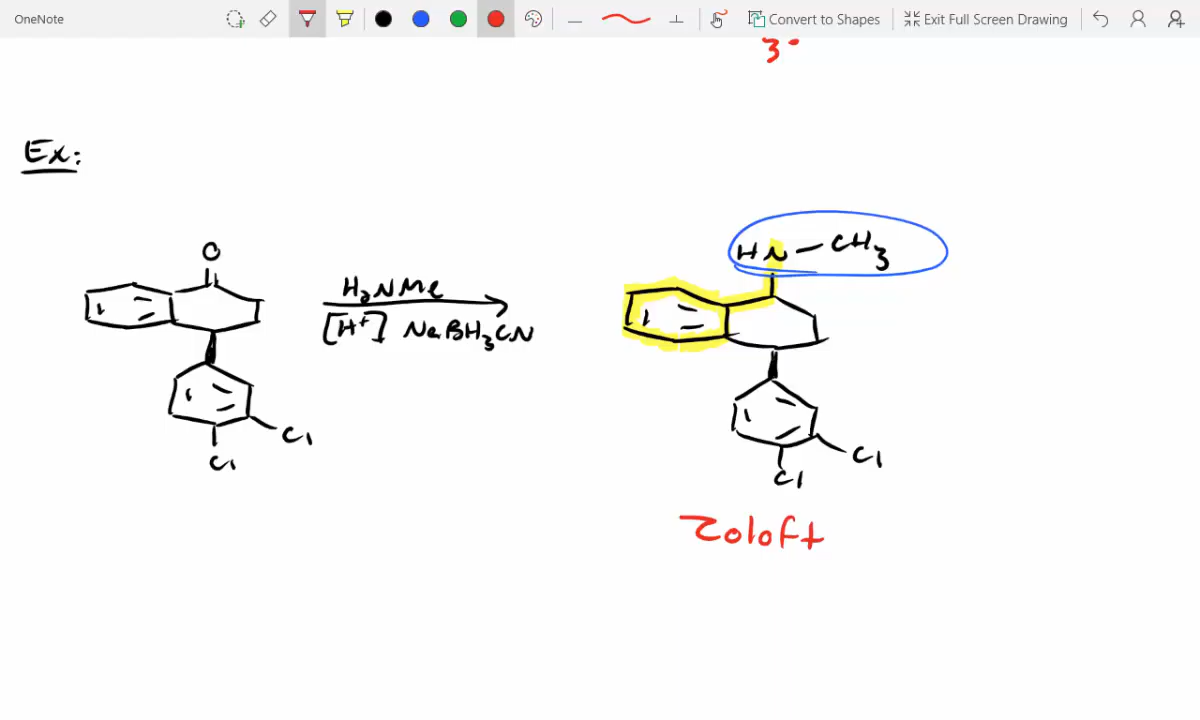 OneNote
Convert to Shapes
Exit Full Screen Drawing
3°
Ex:
O
H2NMe
[H+] NaBH3CN
Cl
Cl
HN-CH3
Cl
Cl
Zoloft